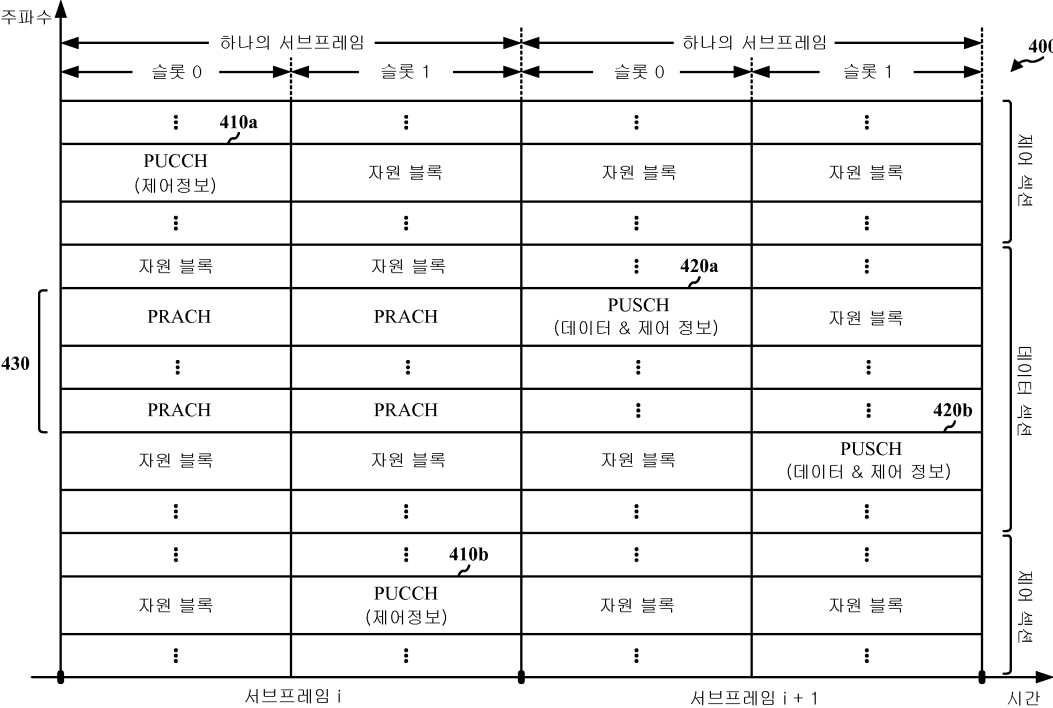 주파수
하나의 서브프레임 하나의 서브프레임
400
슬롯 0 슬롯 1 슬롯 0 슬롯 1
410a
PUCCH
(제어정보) 자원 블록 자원 블록 자원 블록
제어 섹션
자원 블록 자원 블록
420a
PRACH PRACH PUSCH
(데이터 & 제어 정보) 자원 블록
430
데이터 섹션
PRACH PRACH
420b
자원 블록 자원 블록 자원 블록 PUSCH
(데이터 & 제어 정보)
410b
자원 블록 PUCCH
(제어정보) 자원 블록 자원 블록
제어 섹션
서브프레임 i 서브프레임 i + 1 시간